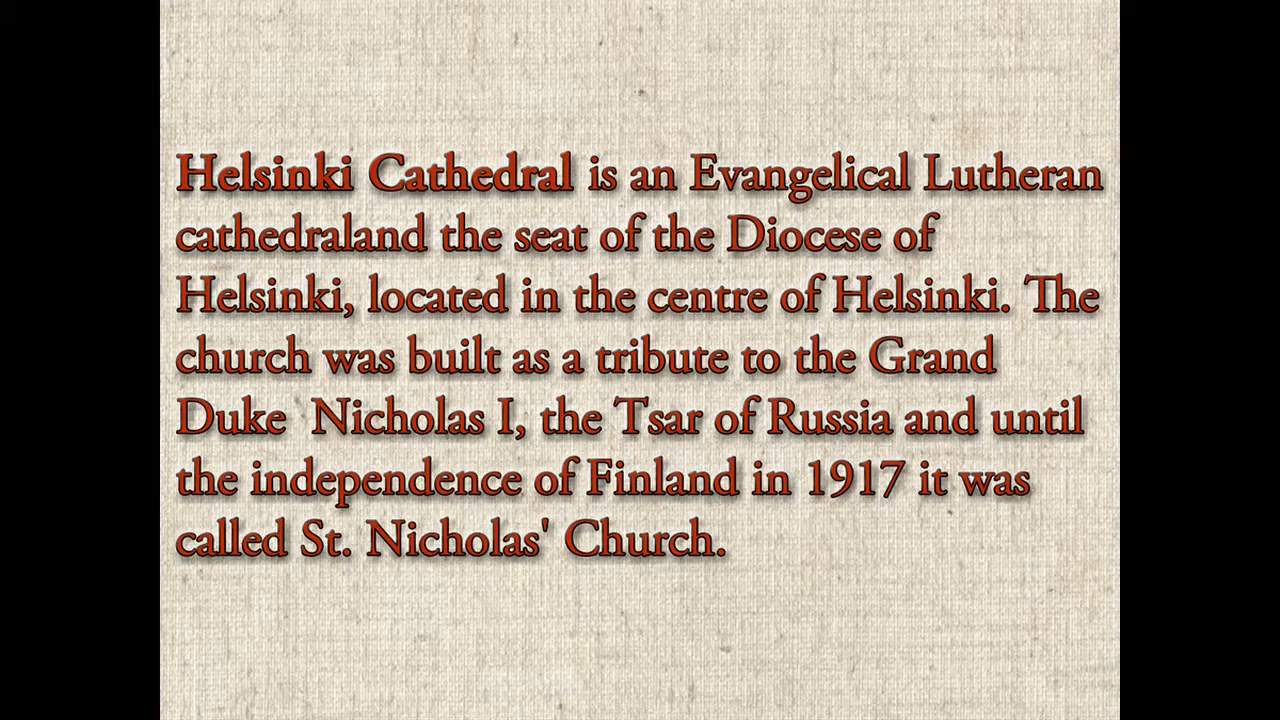 Helsinki Cathedral is an Evangelical Lutheran
cathedraland the seat of the Diocese of
Helsinki, located in the centre of Helsinki. The
church was built as a tribute to the Grand
Duke  Nicholas I, the Tsar of Russia and until
the independence of Finland in 1917 it was
called St. Nicholas' Church.